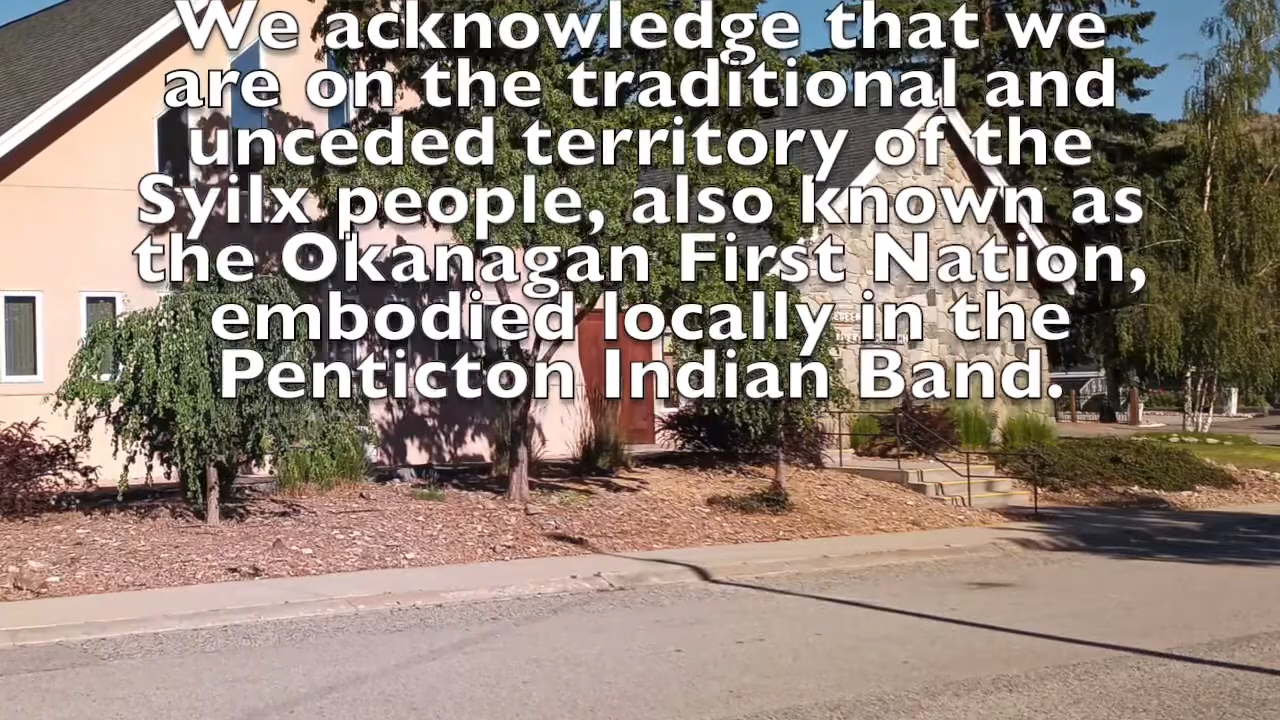 We acknowledge that we
are on the traditional and
unceded territory of the
Syilx people, also known as
the Okanagan First Nation,
embodied locally in the
Penticton Indian Band.